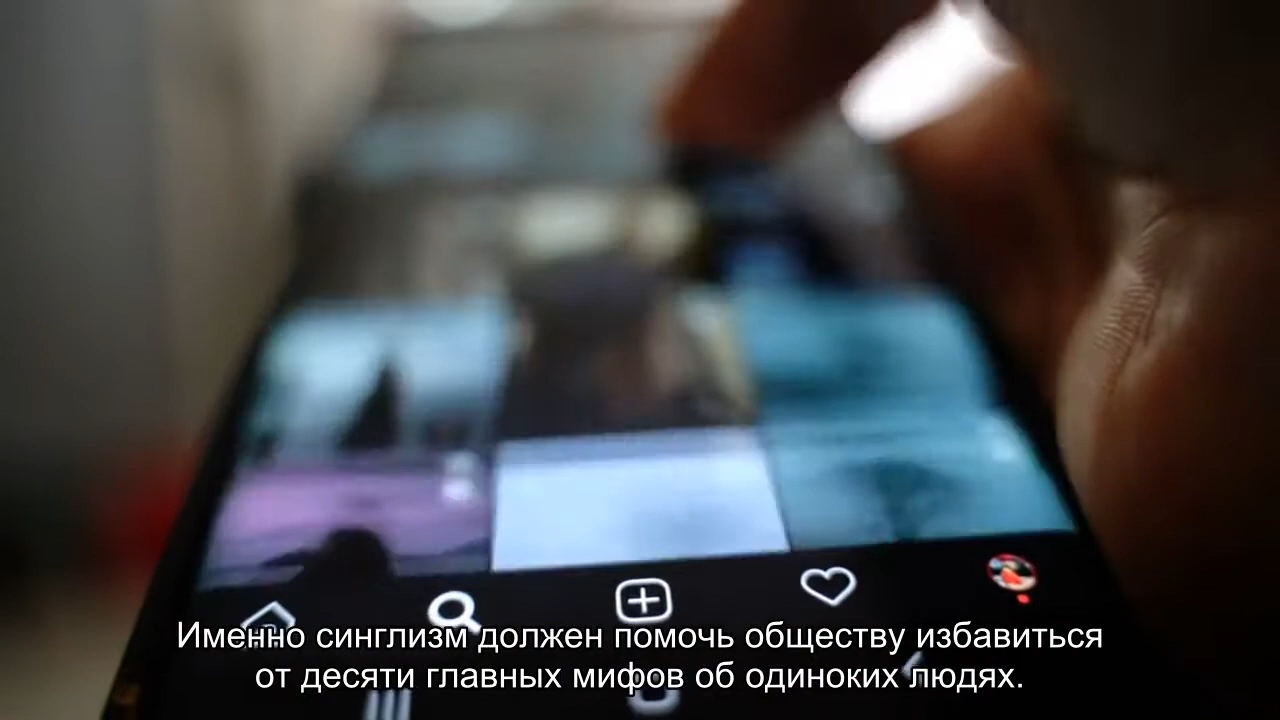 Именно синглизм должен помочь обществу избавиться
от десяти главных мифов об одиноких людях.